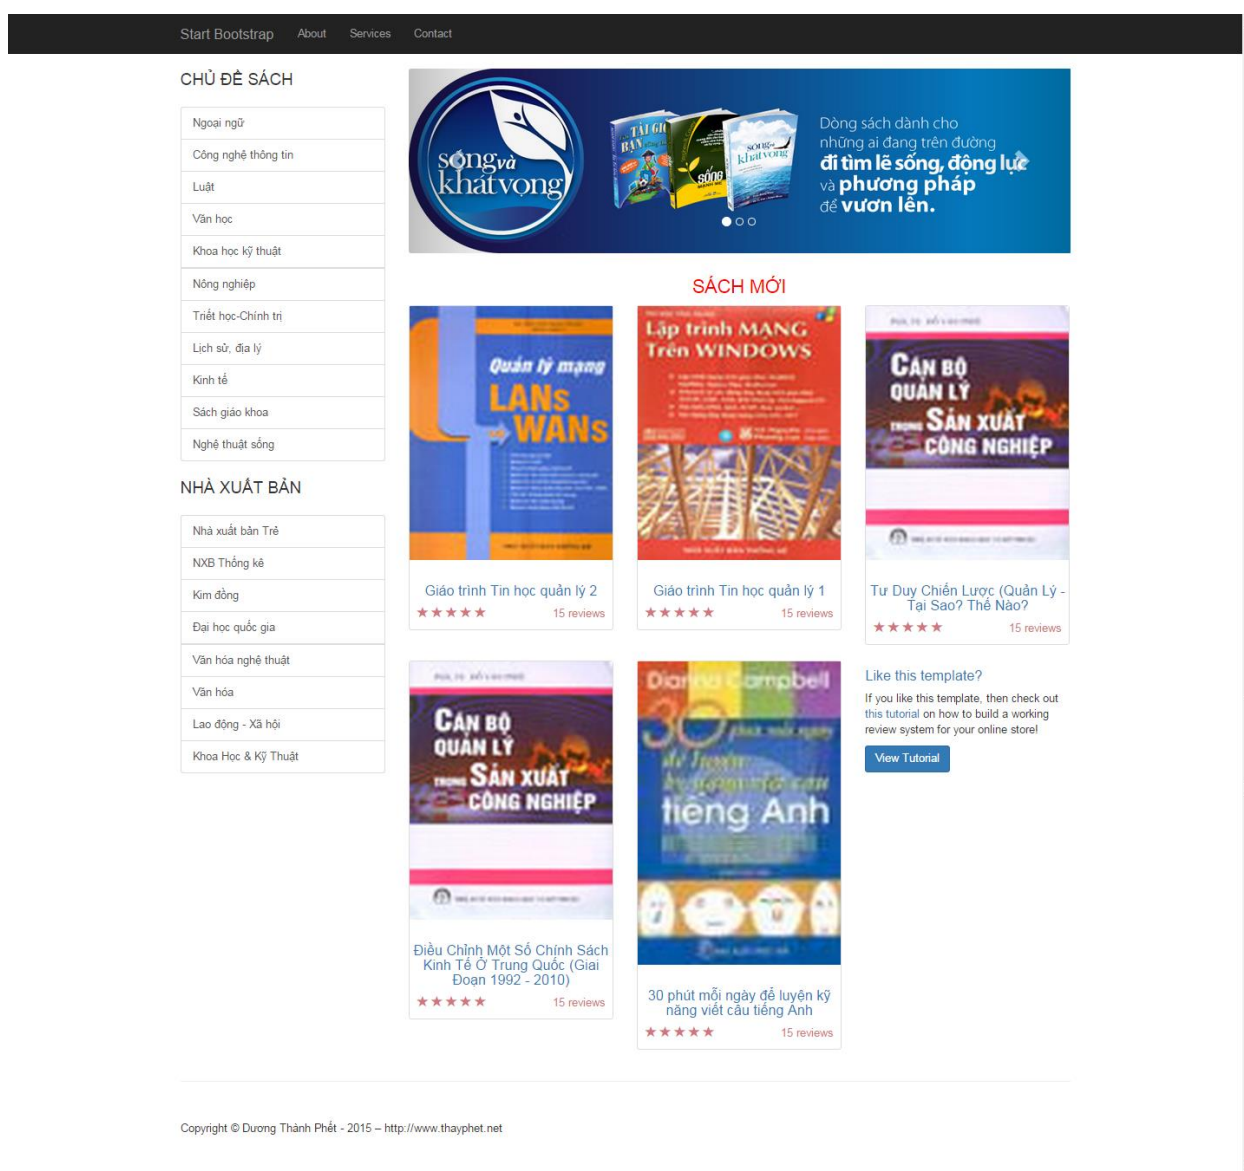 Start Bootstrap About Services Contact
CHỦ ĐỀ SÁCH
Ngoại ngữ
Công nghệ thông tin
Luật
Văn học
Khoa học kỹ thuật
Nông nghiệp
Triết học-Chính trị
Lịch sử, địa lý
Kinh tế
Sách giáo khoa
Nghệ thuật sống
NHÀ XUẤT BẢN
Nhà xuất bản Trẻ
NXB Thống kê
Kim đồng
Đại học quốc gia
Văn hóa nghệ thuật
Văn hóa
Lao động - Xã hội
Khoa Học & Kỹ Thuật
sống và
khát vọng
Dòng sách dành cho
những ai đang trên đường
đi tìm lẽ sống, động lực
và phương pháp
để vươn lên.
SÁCH MỚI
Quản lý mạng
LANs
WANs
Giáo trình Tin học quản lý 2
★★★★★ 15 reviews
Lập trình MẠNG
Trên WINDOWS
Giáo trình Tin học quản lý 1
★★★★★ 15 reviews
CÁN BỘ
QUẢN LÝ
TRONG SẢN XUẤT
CÔNG NGHIỆP
Tư Duy Chiến Lược (Quản Lý -
Tại Sao? Thế Nào?
★★★★★ 15 reviews
CÁN BỘ
QUẢN LÝ
TRONG SẢN XUẤT
CÔNG NGHIỆP
Điều Chỉnh Một Số Chính Sách
Kinh Tế Ở Trung Quốc (Giai
Đoạn 1992 - 2010)
★★★★★ 15 reviews
Dianna Campbell
30 phút mỗi ngày
để luyện
kỹ năng viết câu
tiếng Anh
30 phút mỗi ngày để luyện kỹ
năng viết câu tiếng Anh
★★★★★ 15 reviews
Like this template?
If you like this template, then check out
this tutorial on how to build a working
review system for your online store!
View Tutorial
Copyright © Dương Thành Phết - 2015 – http://www.thayphet.net